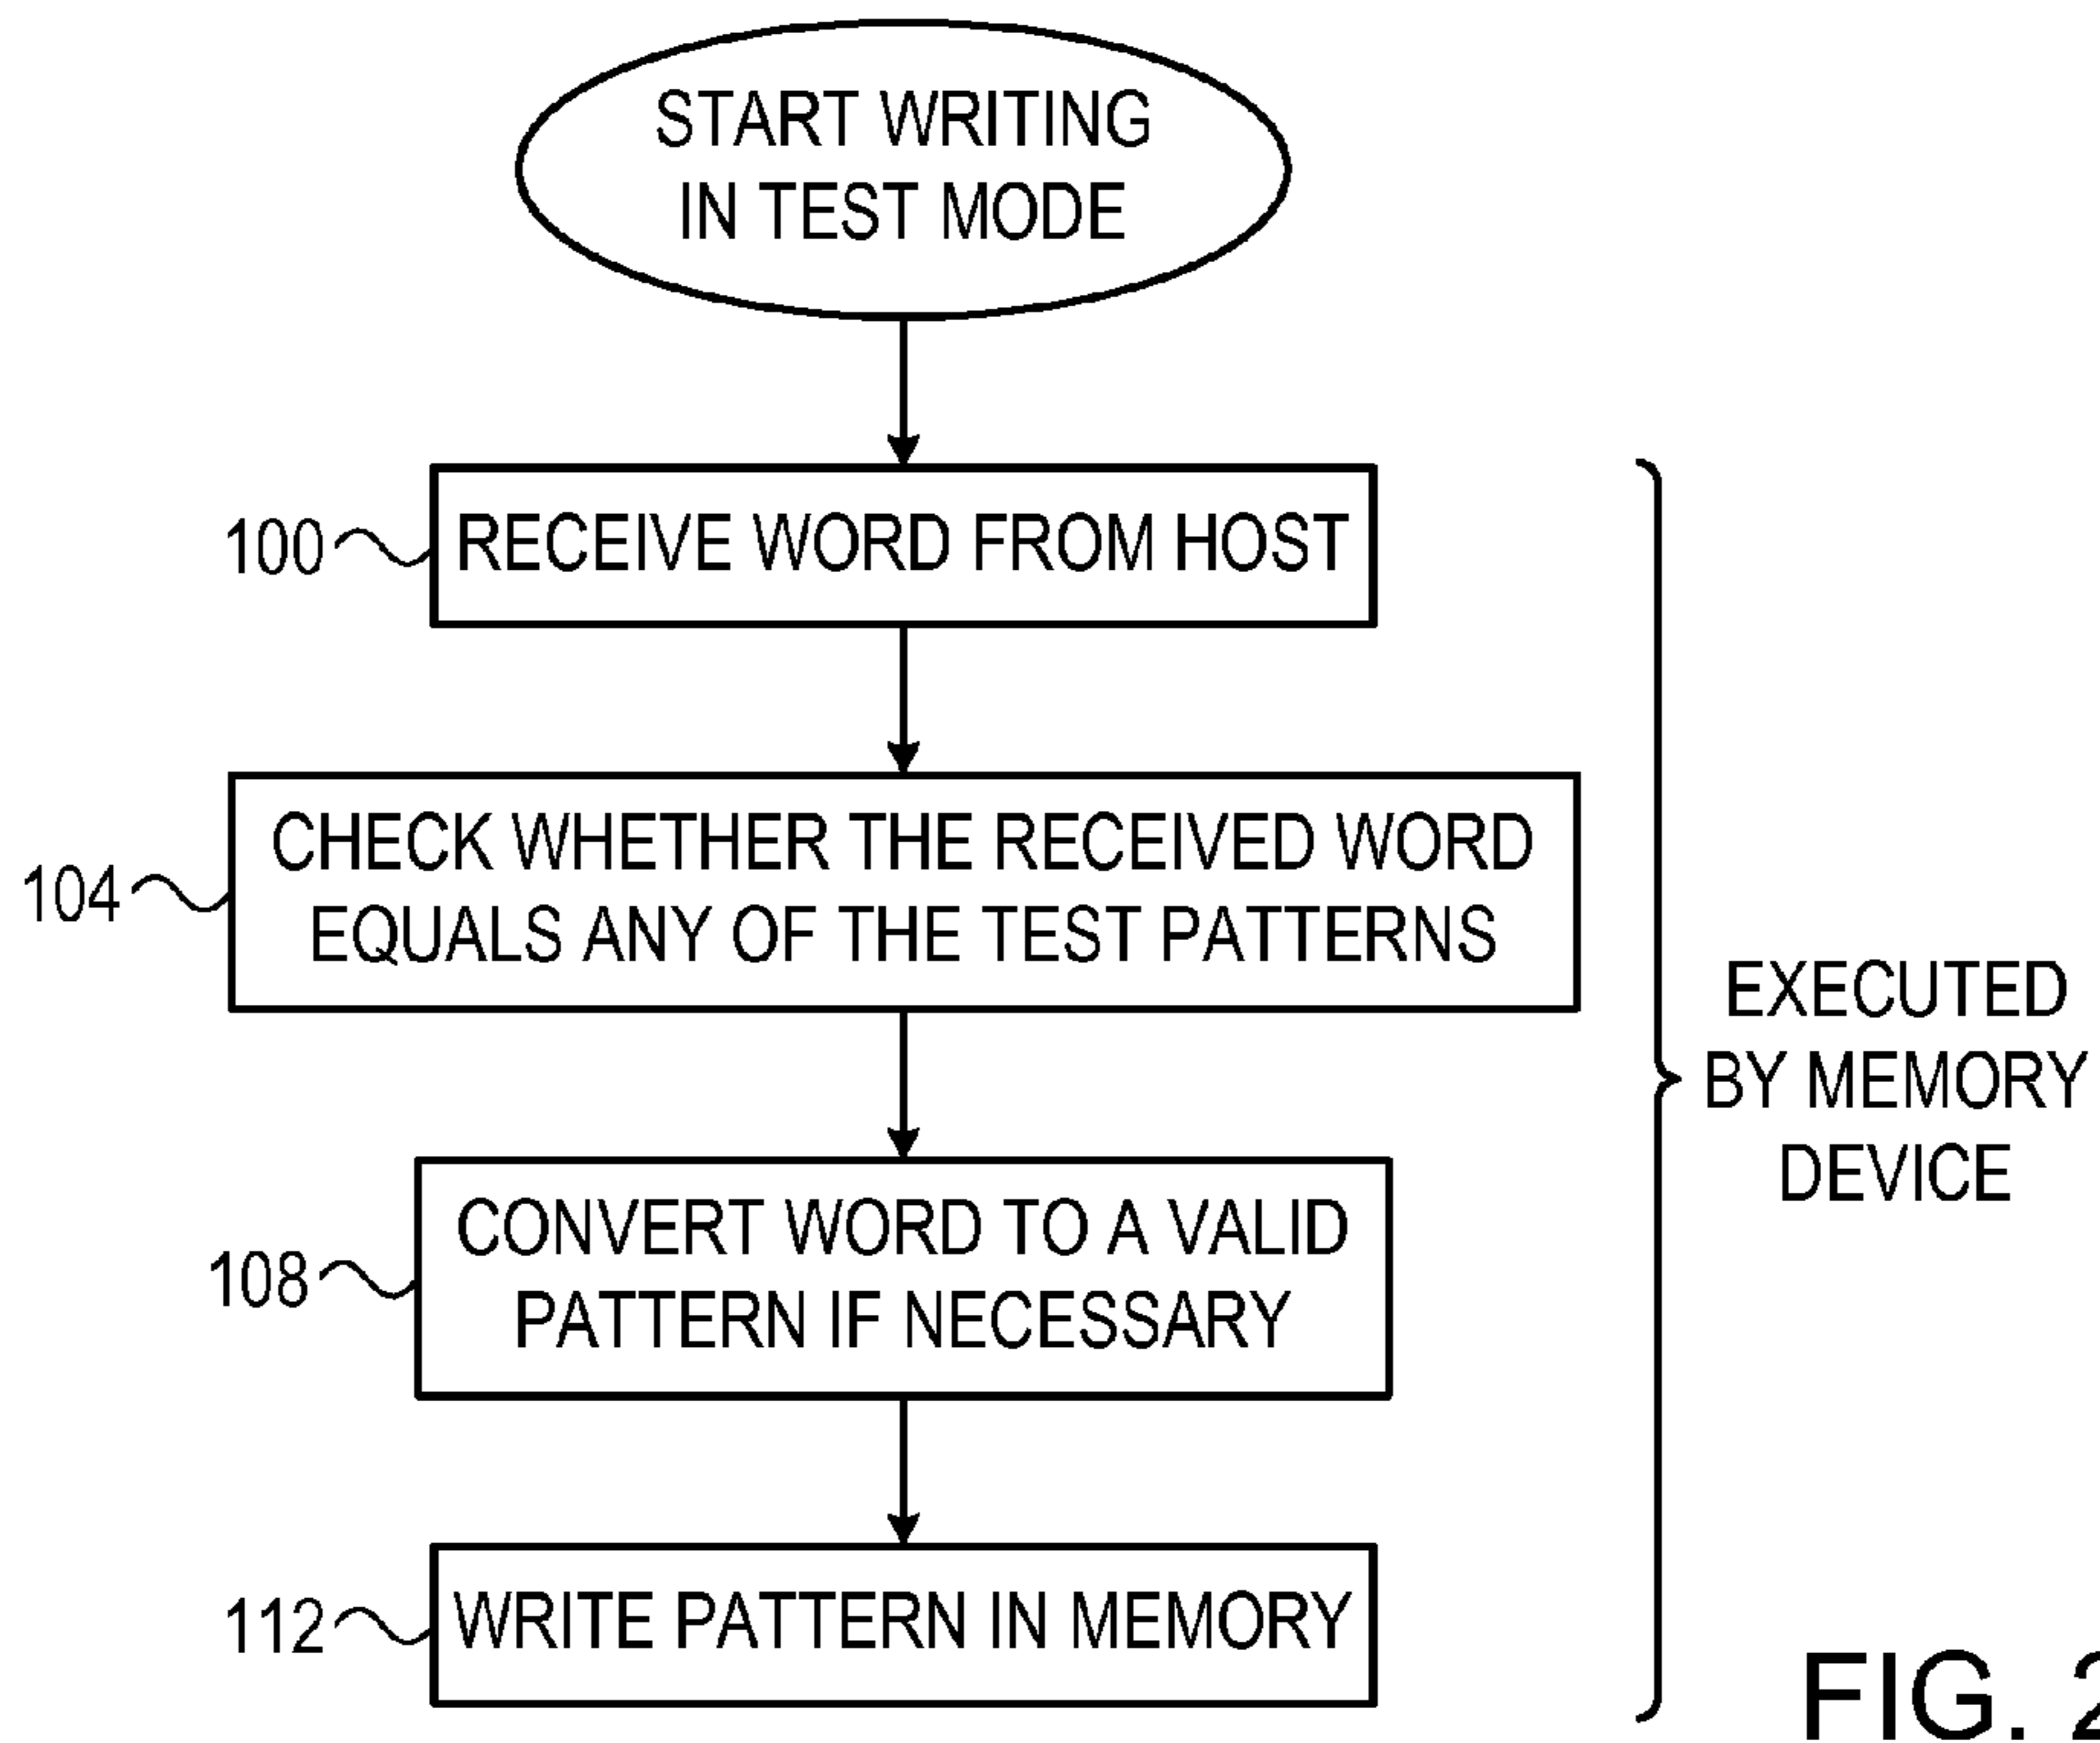 START WRITING
IN TEST MODE
100
RECEIVE WORD FROM HOST
104
CHECK WHETHER THE RECEIVED WORD
EQUALS ANY OF THE TEST PATTERNS
108
CONVERT WORD TO A VALID
PATTERN IF NECESSARY
112
WRITE PATTERN IN MEMORY
EXECUTED
BY MEMORY
DEVICE
FIG. 2